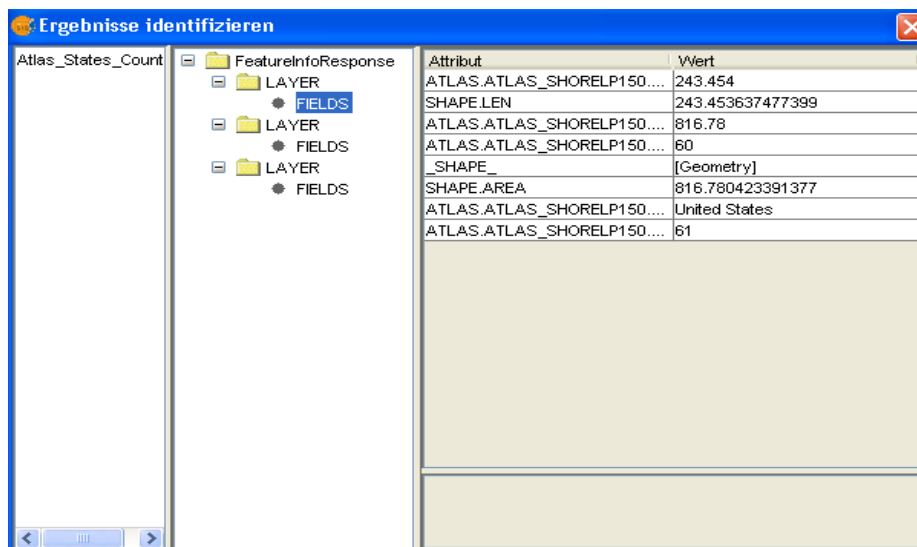 Ergebnisse identifizieren
Atlas_States_Count
FeatureInfoResponse
LAYER
FIELDS
LAYER
FIELDS
LAYER
FIELDS
Attribut Wert
ATLAS.ATLAS_SHORELP150.... 243.454
SHAPE.LEN 243.453637477399
ATLAS.ATLAS_SHORELP150.... 816.78
ATLAS.ATLAS_SHORELP150.... 60
_SHAPE_ [Geometry]
SHAPE.AREA 816.780423391377
ATLAS.ATLAS_SHORELP150.... United States
ATLAS.ATLAS_SHORELP150.... 61